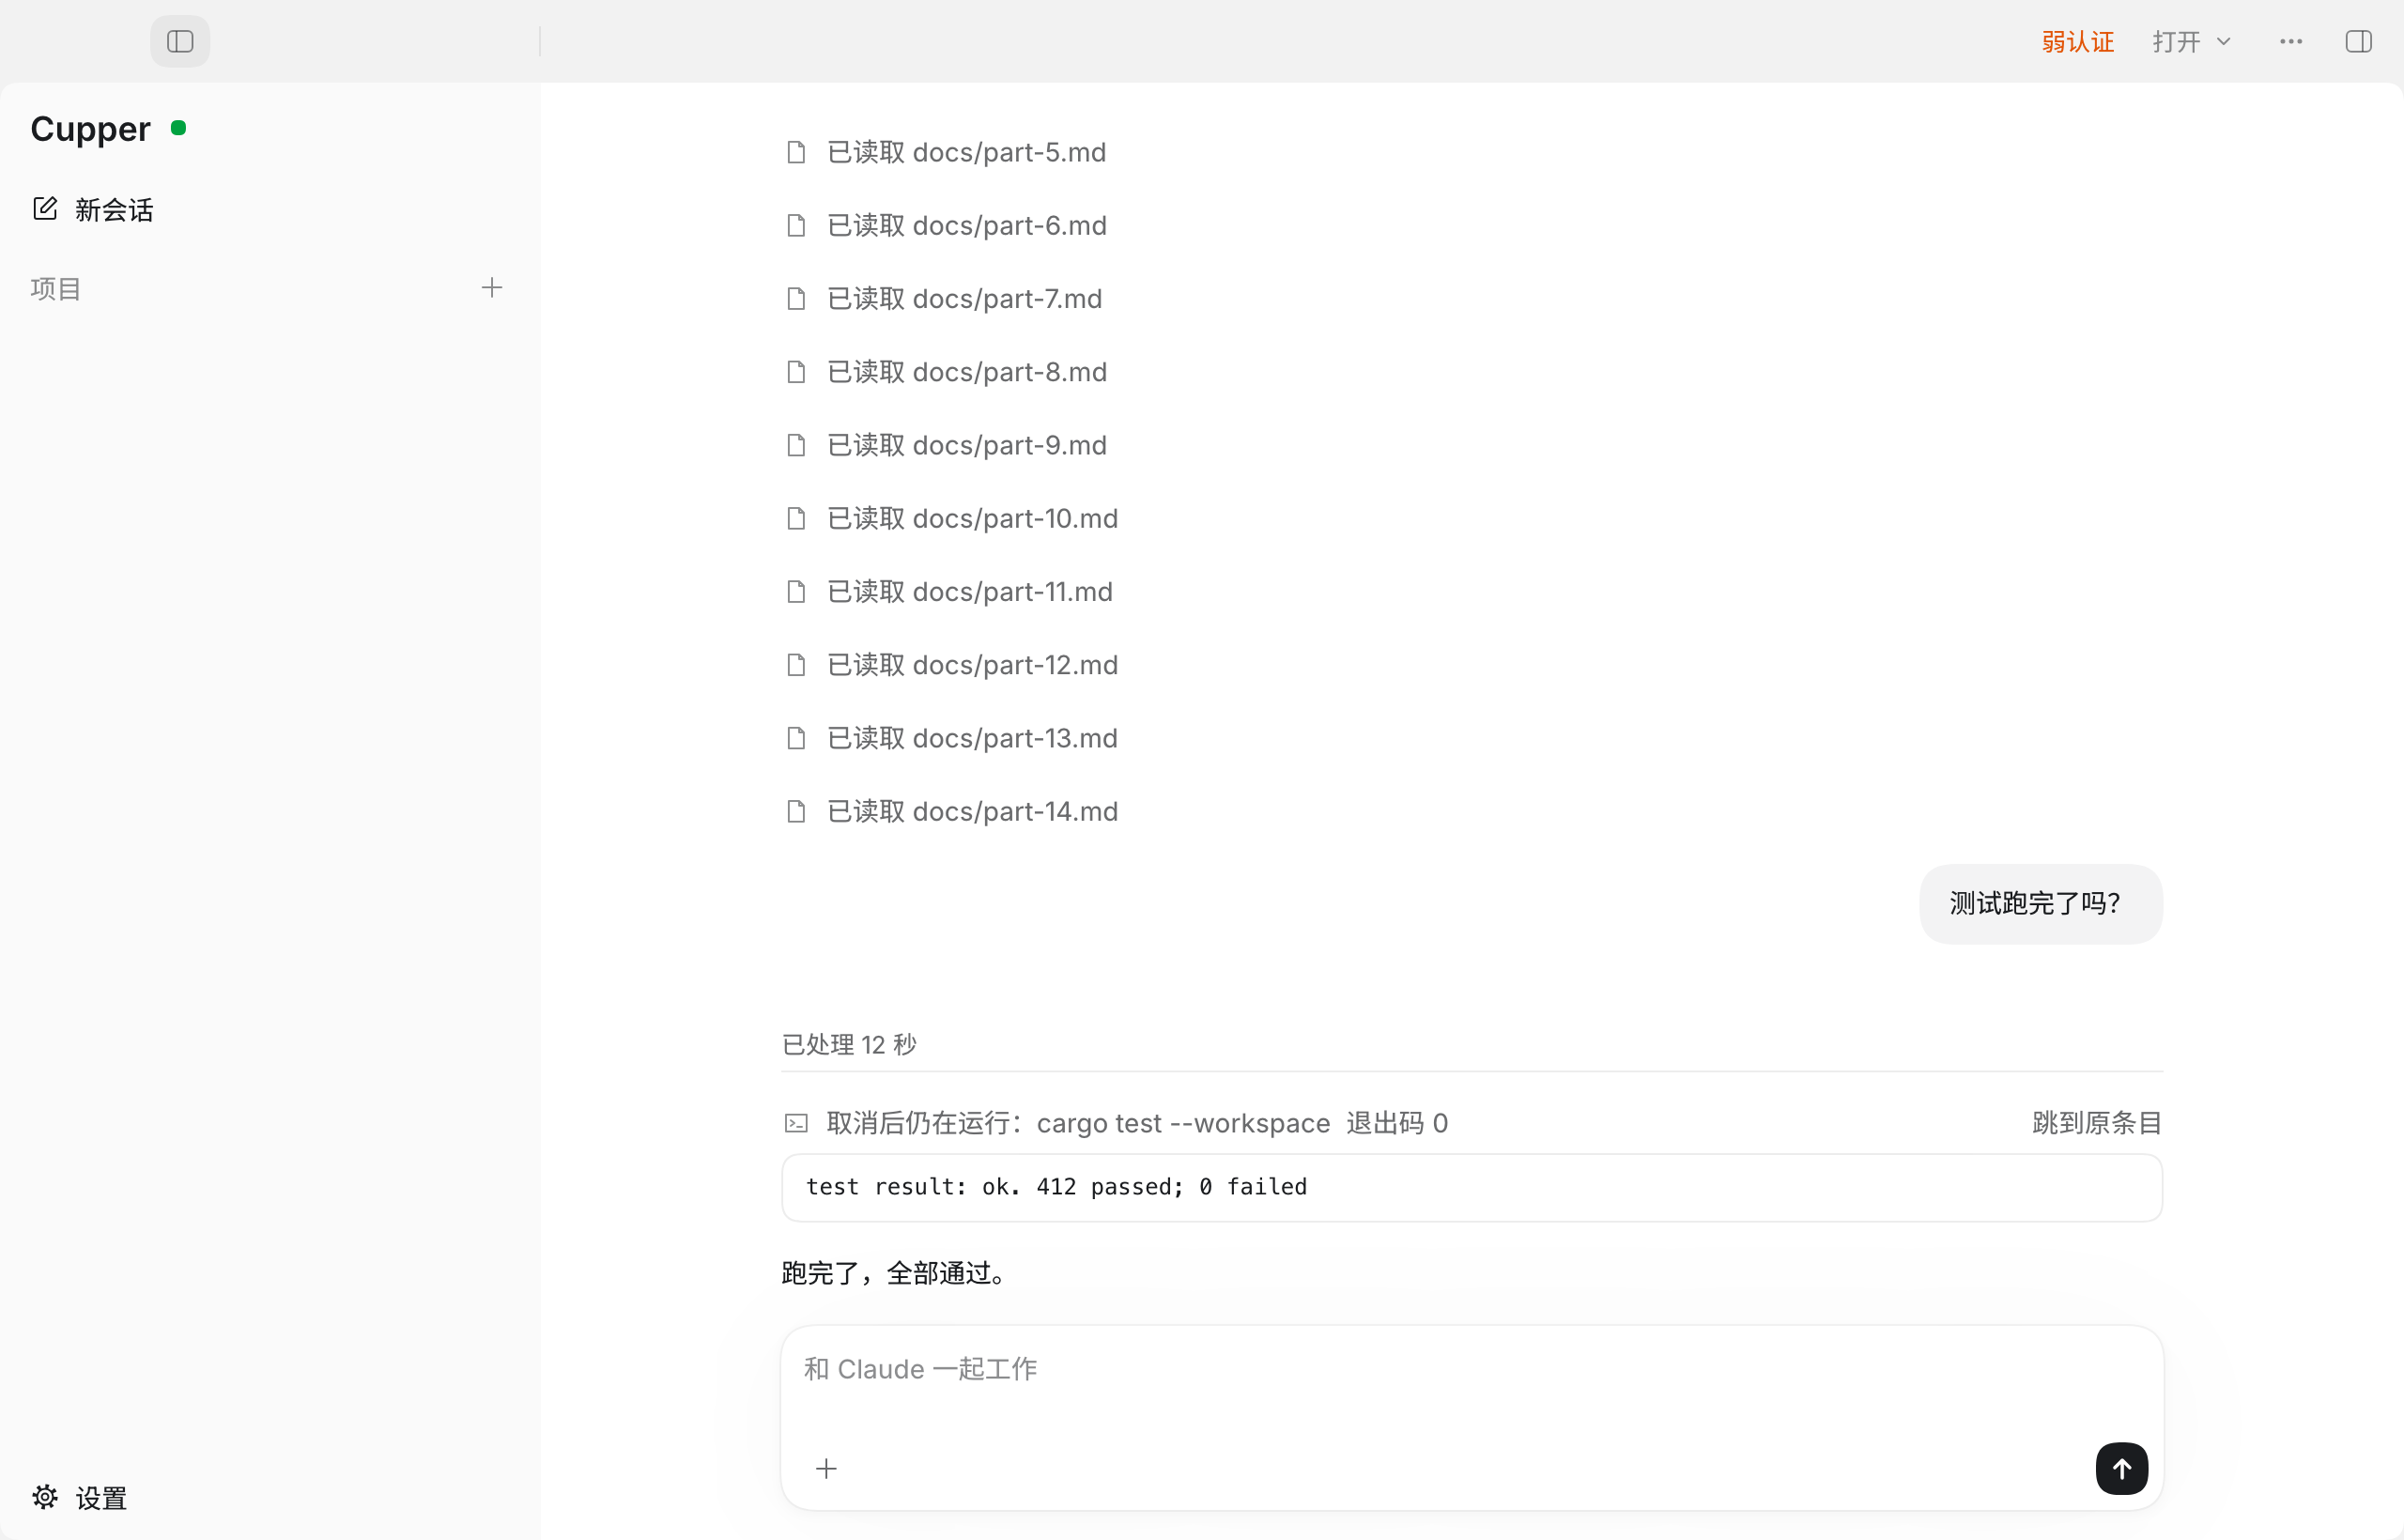 弱认证 打开
Cupper
新会话
项目
设置
已读取 docs/part-5.md
已读取 docs/part-6.md
已读取 docs/part-7.md
已读取 docs/part-8.md
已读取 docs/part-9.md
已读取 docs/part-10.md
已读取 docs/part-11.md
已读取 docs/part-12.md
已读取 docs/part-13.md
已读取 docs/part-14.md
测试跑完了吗？
已处理 12 秒
取消后仍在运行：cargo test --workspace 退出码 0 跳到原条目
test result: ok. 412 passed; 0 failed
跑完了，全部通过。
和 Claude 一起工作